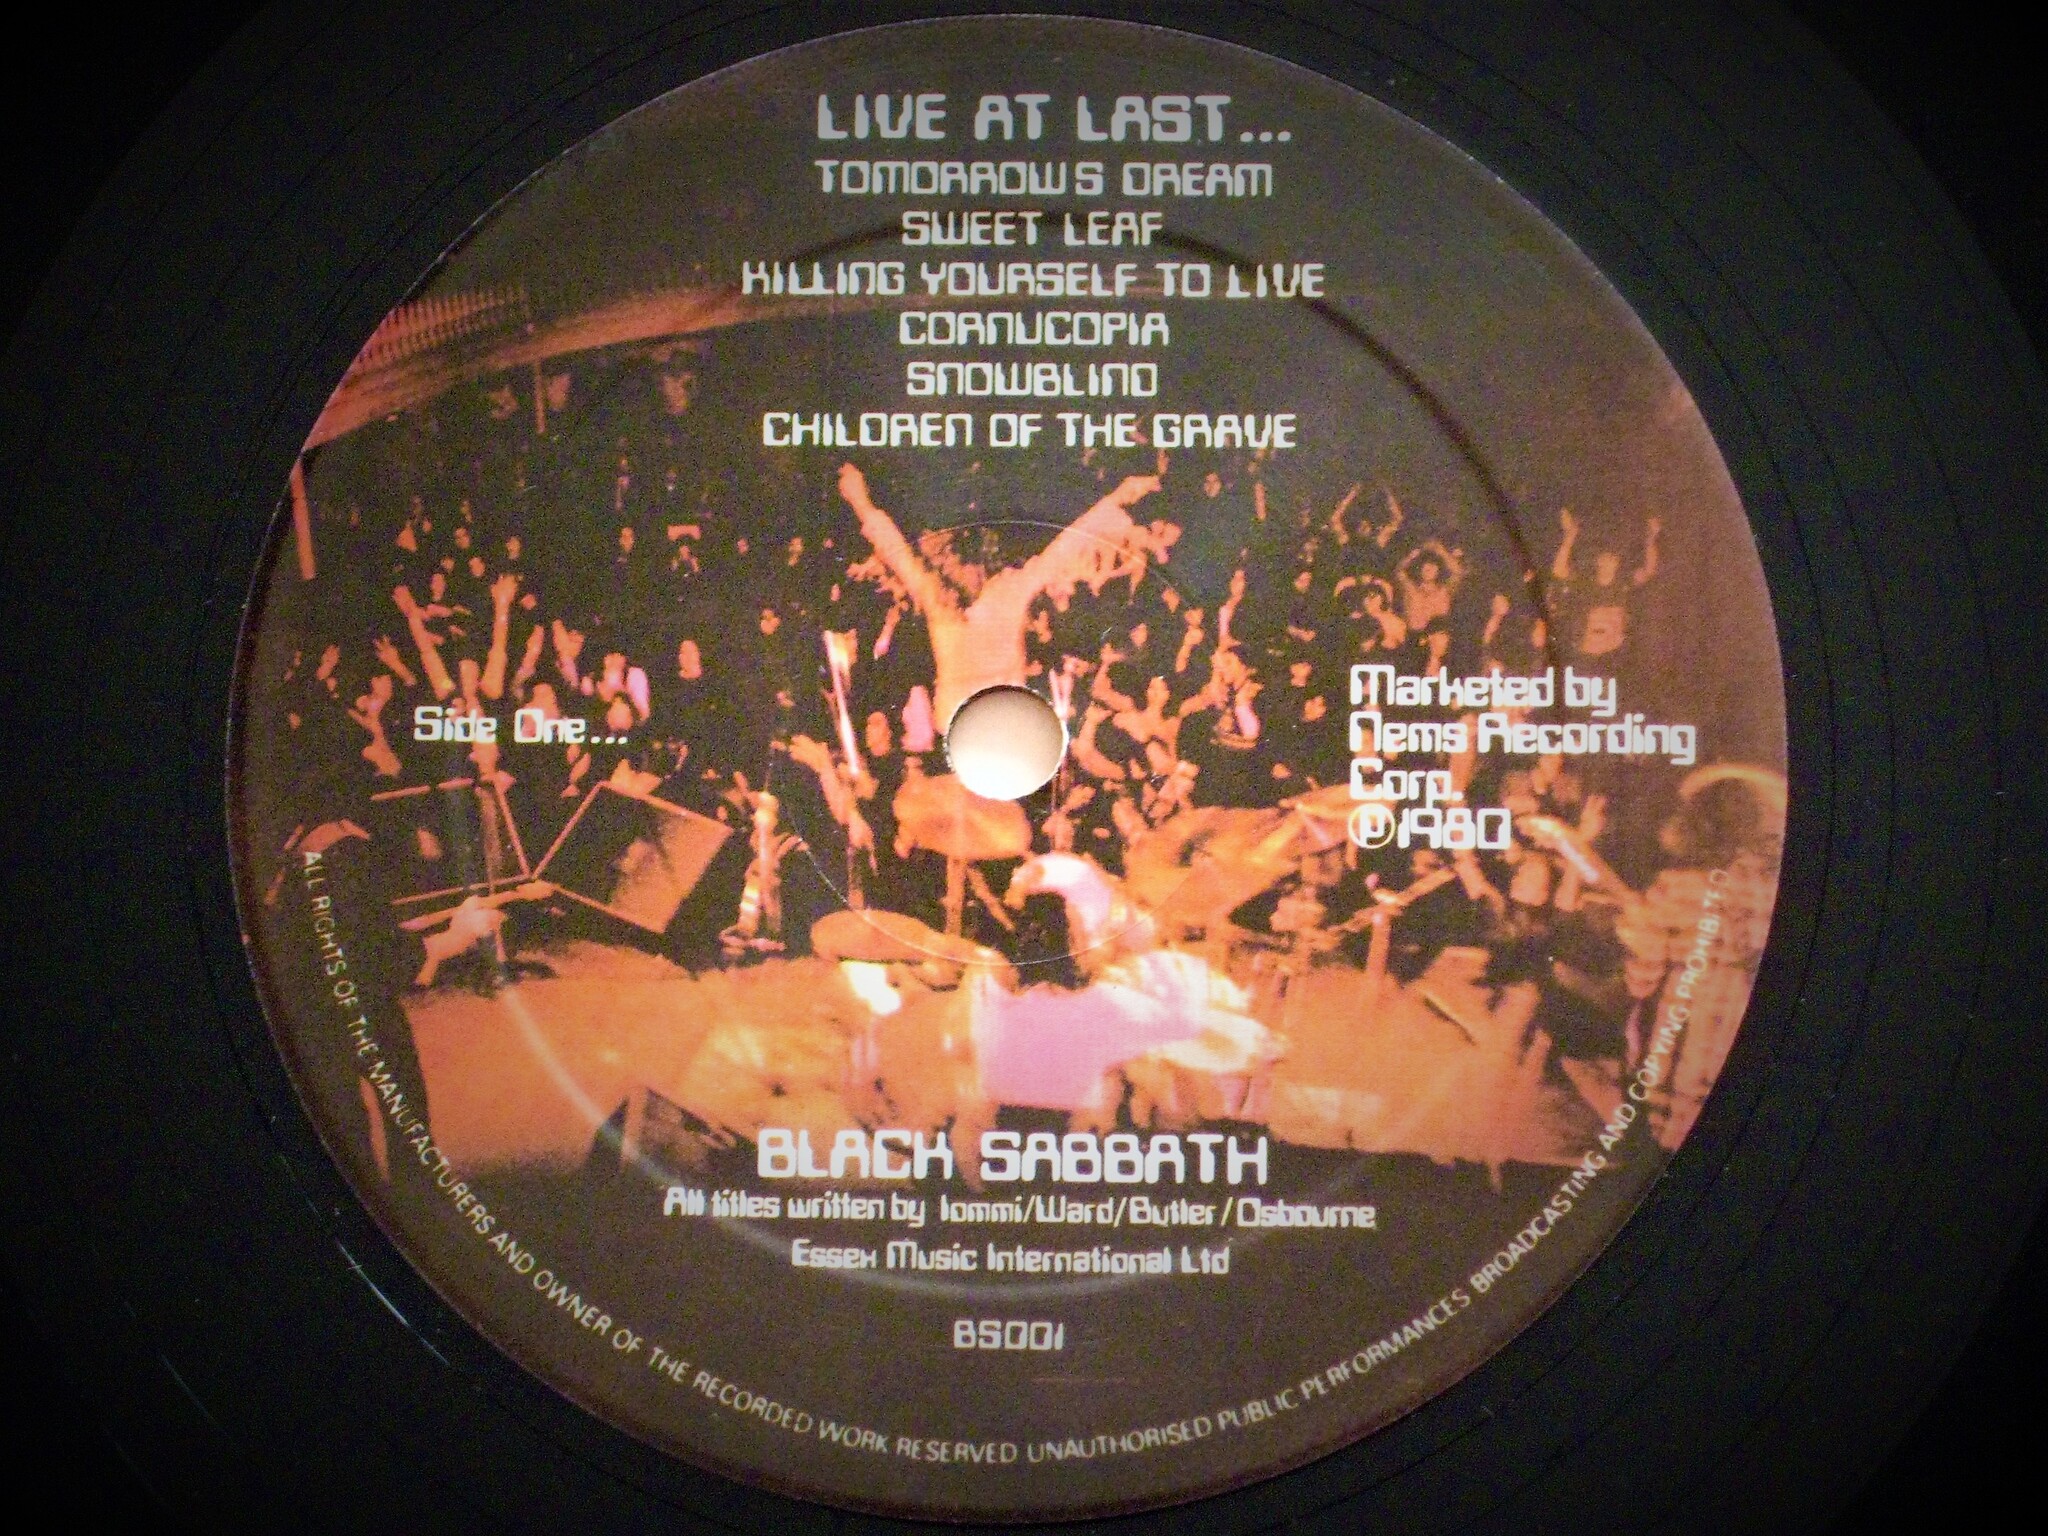 LIVE AT LAST...
TOMORROWS DREAM
SWEET LEAF
KILLING YOURSELF TO LIVE
CORNUCOPIA
SNOWBLIND
CHILDREN OF THE GRAVE
Side One...
Marketed by
Nems Recording
Corp.
℗1980
BLACK SABBATH
All titles written by Iommi/Ward/Butler/Osbourne
Essex Music International Ltd
BS001
ALL RIGHTS OF THE MANUFACTURERS AND OWNER OF THE RECORDED WORK RESERVED UNAUTHORISED PUBLIC PERFORMANCES BROADCASTING AND COPYING PROHIBITED